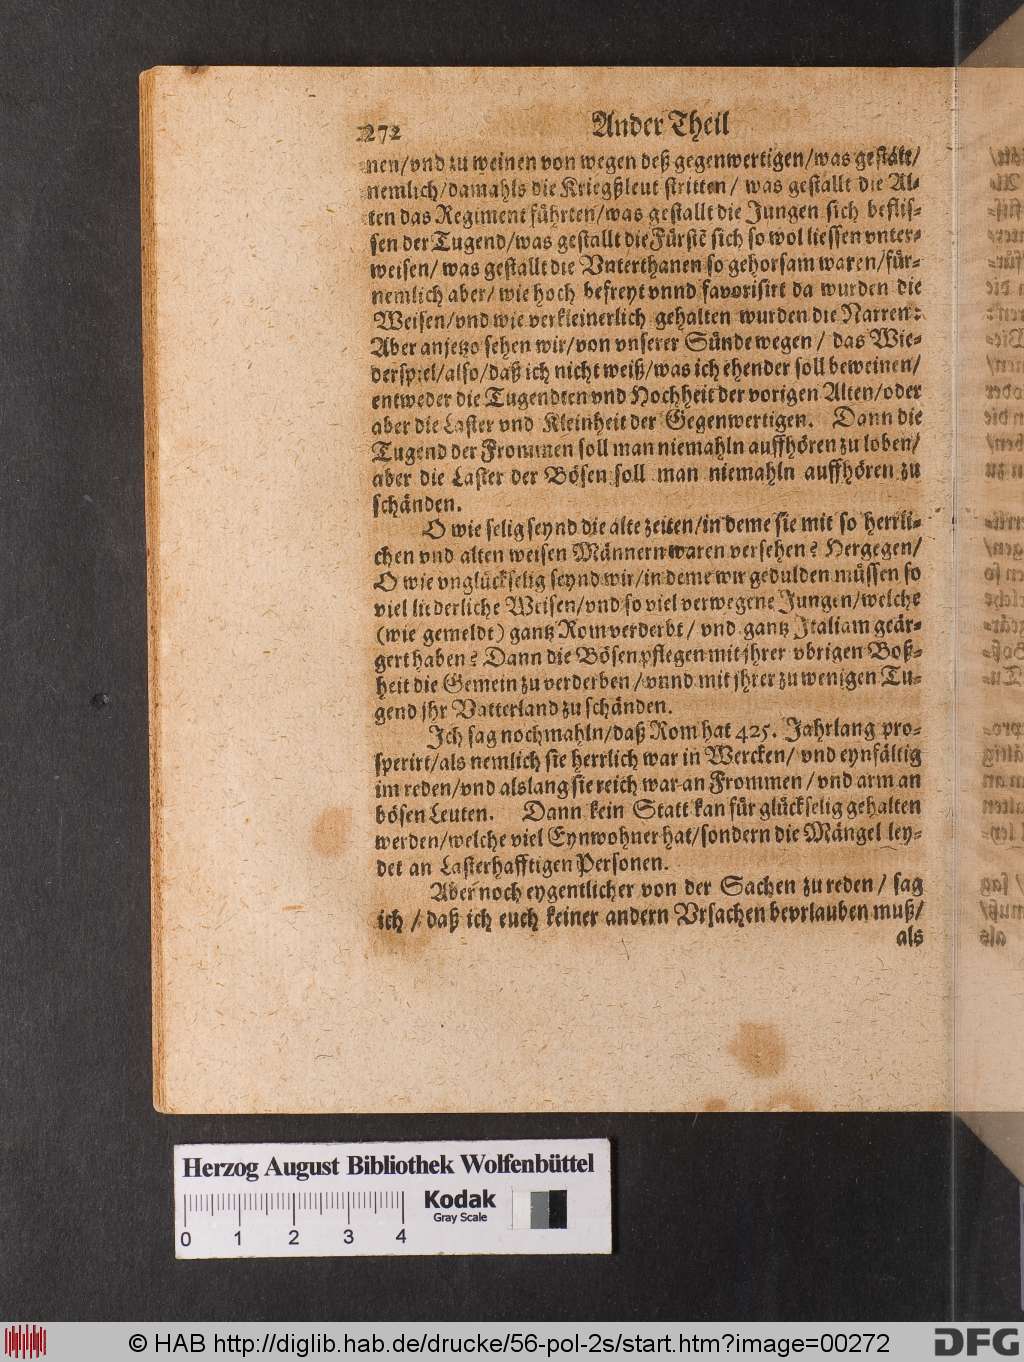 272 Ander Theil
nen/vnd zu weinen von wegen deß gegenwertigen/was gestalt/
nemlich/damahls die Kriegßleut stritten/ was gestallt die Al-
ten das Regiment führten/was gestallt die Jungen sich beflis-
sen der Tugend/was gestallt die Fürstẽ sich so wol liessen vnter-
weisen/ was gestallt die Vnterthanen so gehorsam waren/für-
nemlich aber/ wie hoch befreyt vnnd favorisirt da wurden die
Weisen/vnd wie verkleinerlich gehalten wurden die Narren:
Aber anjetzo sehen wir/von vnserer Sünde wegen/ das Wie-
derspiel/also/daß ich nicht weiß/was ich ehender soll beweinen/
entweder die Tugendten vnd Hochheit der vorigen Alten/oder
aber die Laster vnd Kleinheit der Gegenwertigen. Dann die
Tugend der Frommen soll man niemahln auffhören zu loben/
aber die Laster der Bösen soll man niemahln auffhören zu
schänden.
O wie selig seynd die alte zeiten/in deme sie mit so herrli-
chen vnd alten weisen Männern waren versehen? Hergegen/
O wie vnglückselig seynd wir/in deme wir gedulden müssen so
viel liederliche Weisen/vnd so viel verwegene Jungen/welche
(wie gemeldt) gantz Rom verderbt/ vnd gantz Italiam geär-
gert haben? Dann die Bösen pflegen mit jhrer vbrigen Boß-
heit die Gemein zu verderben/vnnd mit jhrer zu wenigen Tu-
gend jhr Vatterland zu schänden.
Ich sag nochmahln/daß Rom hat 425. Jahrlang pro-
sperirt/als nemlich sie herrlich war in Wercken/ vnd eynfältig
im reden/vnd alslang sie reich war an Frommen/vnd arm an
bösen Leuten. Dann kein Statt kan für glückselig gehalten
werden/welche viel Eynwohner hat/sondern die Mängel ley-
det an Lasterhafftigen Personen.
Aber noch eygentlicher von der Sachen zu reden/ sag
ich/daß ich euch keiner andern Vrsachen bevrlauben muß/
als
Herzog August Bibliothek Wolfenbüttel
Kodak
Gray Scale
0 1 2 3 4
© HAB http://diglib.hab.de/drucke/56-pol-2s/start.htm?image=00272
DFG